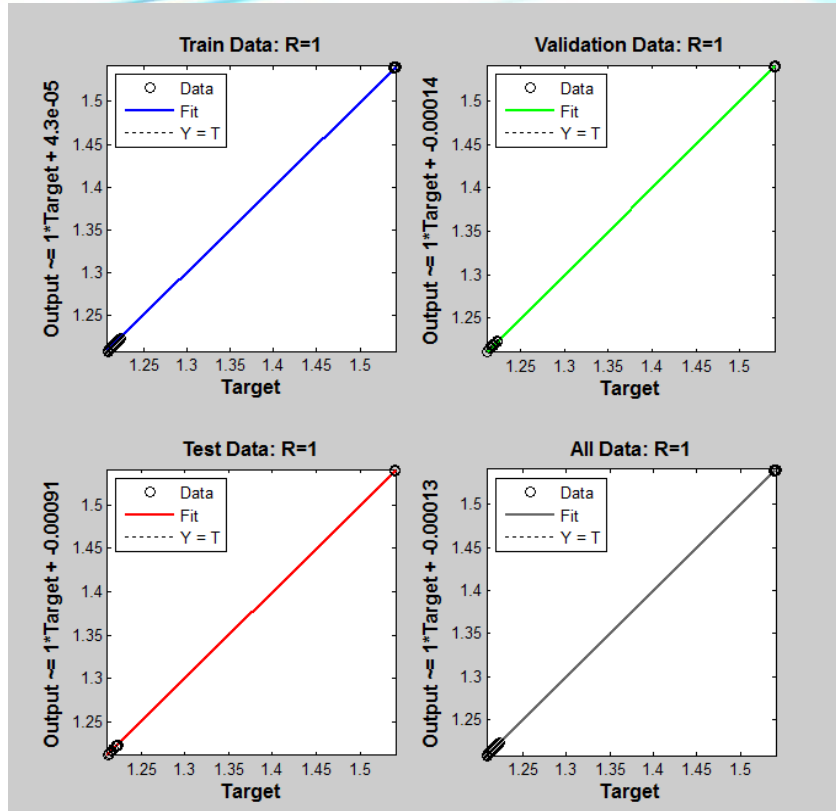 Train Data: R=1
Output ~= 1*Target + 4.3e-05
Data
Fit
Y = T
1.5
1.45
1.4
1.35
1.3
1.25
1.25 1.3 1.35 1.4 1.45 1.5
Target
Validation Data: R=1
Output ~= 1*Target + -0.00014
Data
Fit
Y = T
1.5
1.45
1.4
1.35
1.3
1.25
1.25 1.3 1.35 1.4 1.45 1.5
Target
Test Data: R=1
Output ~= 1*Target + -0.00091
Data
Fit
Y = T
1.5
1.45
1.4
1.35
1.3
1.25
1.25 1.3 1.35 1.4 1.45 1.5
Target
All Data: R=1
Output ~= 1*Target + -0.00013
Data
Fit
Y = T
1.5
1.45
1.4
1.35
1.3
1.25
1.25 1.3 1.35 1.4 1.45 1.5
Target